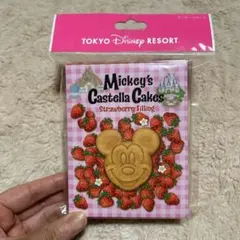 TOKYO Disney RESORT
Mickey's
Castella Cakes
Strawberry filling